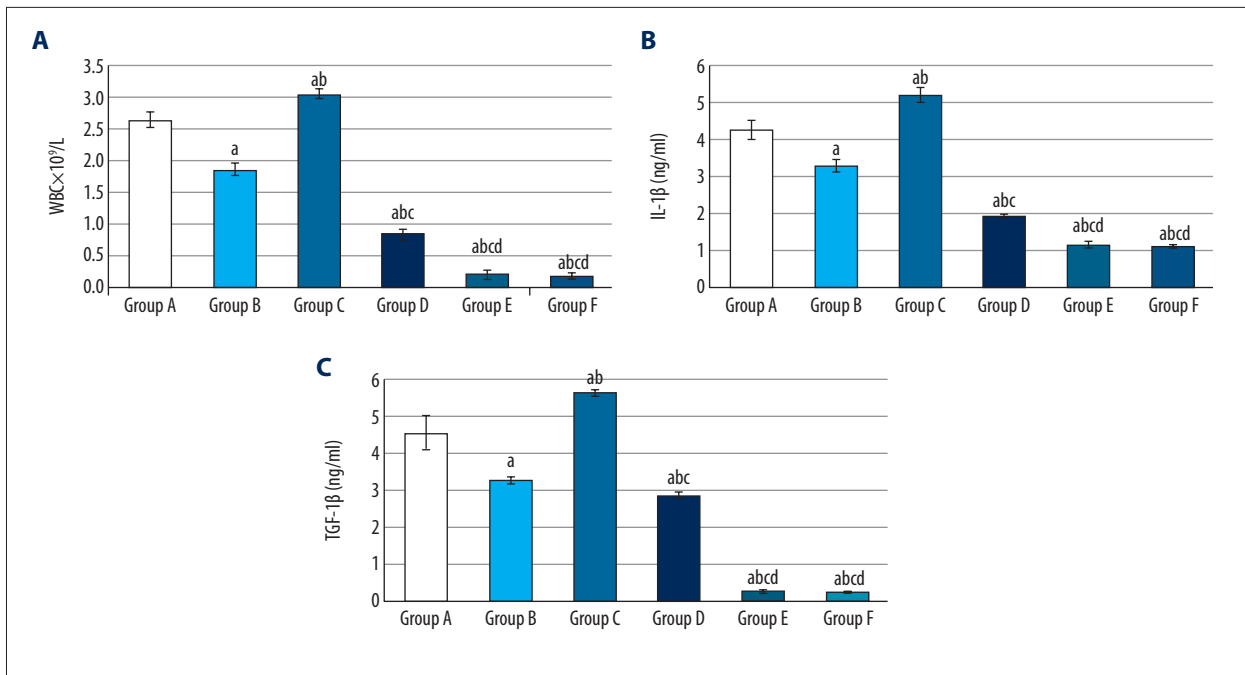 A
WBC×10⁹/L
3.5
3.0
2.5
2.0
1.5
1.0
0.5
0.0
ab
a
abc
abcd
abcd
Group A Group B Group C Group D Group E Group F
B
IL-1β (ng/ml)
6
5
4
3
2
1
0
ab
a
abc
abcd
abcd
Group A Group B Group C Group D Group E Group F
C
TGF-1β (ng/ml)
6
5
4
3
2
1
0
ab
a
abc
abcd
abcd
Group A Group B Group C Group D Group E Group F